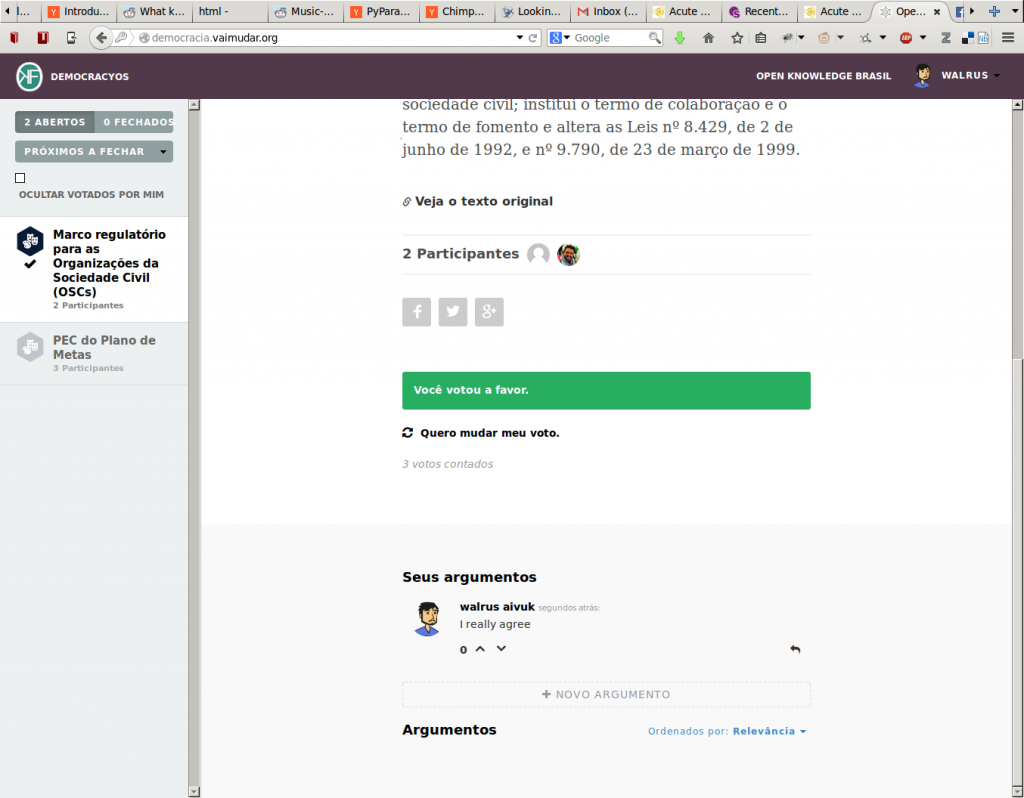 I...
Introdu...
What k...
html -
Music-...
PyPara...
Chimp...
Lookin...
Inbox (...
Acute ...
Recent...
Acute ...
Ope...
democracia.vaimudar.org
Google
DEMOCRACYOS
OPEN KNOWLEDGE BRASIL
WALRUS
2 ABERTOS
0 FECHADOS
PRÓXIMOS A FECHAR
OCULTAR VOTADOS POR MIM
Marco regulatório
para as
Organizações da
Sociedade Civil
(OSCs)
2 Participantes
PEC do Plano de
Metas
3 Participantes
sociedade civil; institui o termo de colaboração e o
termo de fomento e altera as Leis nº 8.429, de 2 de
junho de 1992, e nº 9.790, de 23 de março de 1999.
Veja o texto original
2 Participantes
Você votou a favor.
Quero mudar meu voto.
3 votos contados
Seus argumentos
walrus aivuk segundos atrás:
I really agree
0
+ NOVO ARGUMENTO
Argumentos
Ordenados por: Relevância